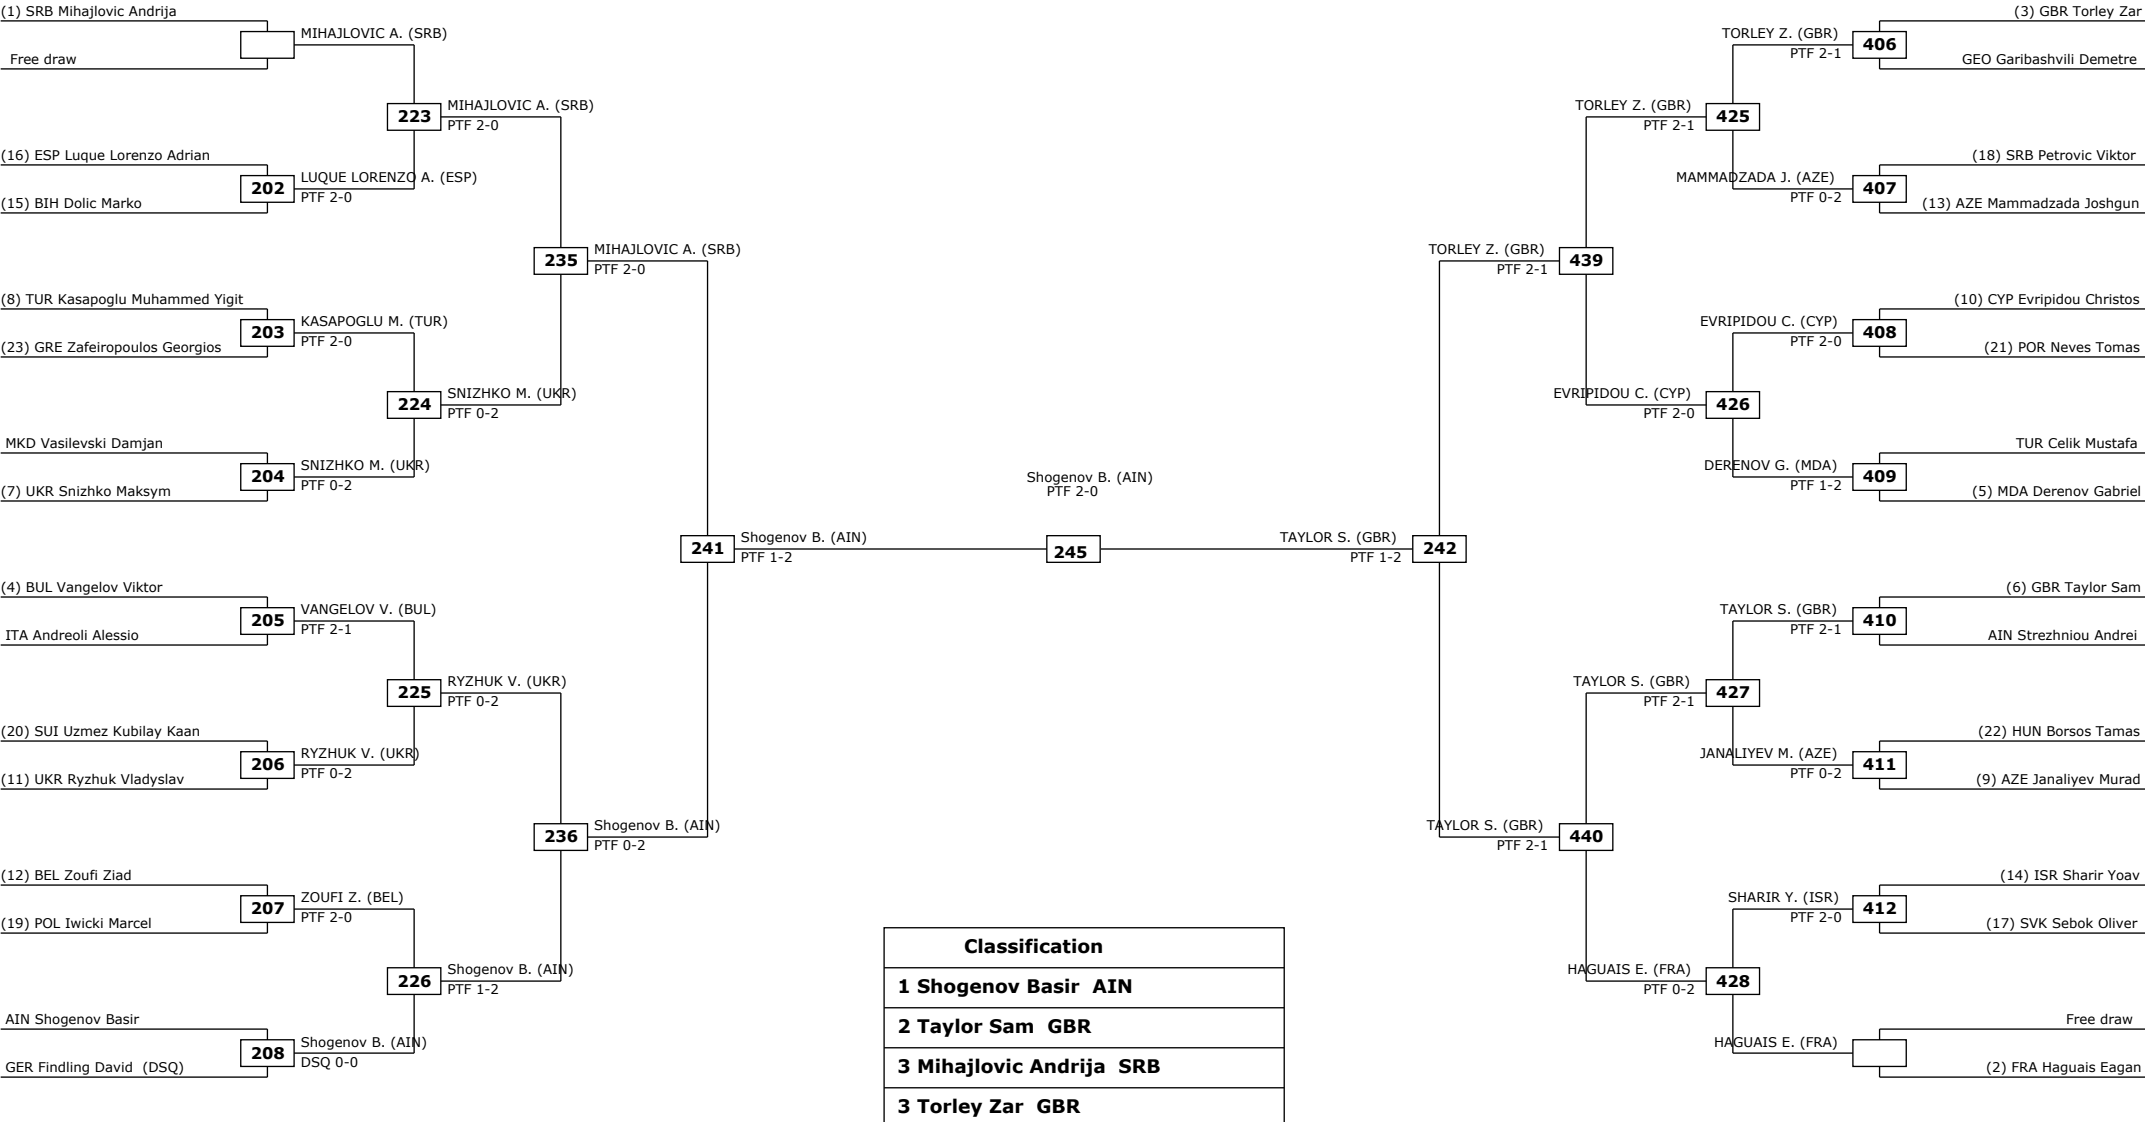 (1) SRB Mihajlovic Andrija
Free draw
MIHAJLOVIC A. (SRB)
223
MIHAJLOVIC A. (SRB)
PTF 2-0
(16) ESP Luque Lorenzo Adrian
202
LUQUE LORENZO A. (ESP)
PTF 2-0
(15) BIH Dolic Marko
235
MIHAJLOVIC A. (SRB)
PTF 2-0
(8) TUR Kasapoglu Muhammed Yigit
203
KASAPOGLU M. (TUR)
PTF 2-0
(23) GRE Zafeiropoulos Georgios
224
SNIZHKO M. (UKR)
PTF 0-2
MKD Vasilevski Damjan
204
SNIZHKO M. (UKR)
PTF 0-2
(7) UKR Snizhko Maksym
241
Shogenov B. (AIN)
PTF 1-2
(4) BUL Vangelov Viktor
205
VANGELOV V. (BUL)
PTF 2-1
ITA Andreoli Alessio
225
RYZHUK V. (UKR)
PTF 0-2
(20) SUI Uzmez Kubilay Kaan
206
RYZHUK V. (UKR)
PTF 0-2
(11) UKR Ryzhuk Vladyslav
236
Shogenov B. (AIN)
PTF 0-2
(12) BEL Zoufi Ziad
207
ZOUFI Z. (BEL)
PTF 2-0
(19) POL Iwicki Marcel
226
Shogenov B. (AIN)
PTF 1-2
AIN Shogenov Basir
208
Shogenov B. (AIN)
DSQ 0-0
GER Findling David (DSQ)
Shogenov B. (AIN)
PTF 2-0
245
(3) GBR Torley Zar
TORLEY Z. (GBR)
PTF 2-1
406
GEO Garibashvili Demetre
TORLEY Z. (GBR)
PTF 2-1
425
(18) SRB Petrovic Viktor
MAMMADZADA J. (AZE)
PTF 0-2
407
(13) AZE Mammadzada Joshgun
TORLEY Z. (GBR)
PTF 2-1
439
(10) CYP Evripidou Christos
EVRIPIDOU C. (CYP)
PTF 2-0
408
(21) POR Neves Tomas
EVRIPIDOU C. (CYP)
PTF 2-0
426
TUR Celik Mustafa
DERENOV G. (MDA)
PTF 1-2
409
(5) MDA Derenov Gabriel
TAYLOR S. (GBR)
PTF 1-2
242
(6) GBR Taylor Sam
TAYLOR S. (GBR)
PTF 2-1
410
AIN Strezhniou Andrei
TAYLOR S. (GBR)
PTF 2-1
427
(22) HUN Borsos Tamas
JANALIYEV M. (AZE)
PTF 0-2
411
(9) AZE Janaliyev Murad
TAYLOR S. (GBR)
PTF 2-1
440
(14) ISR Sharir Yoav
SHARIR Y. (ISR)
PTF 2-0
412
(17) SVK Sebok Oliver
HAGUAIS E. (FRA)
PTF 0-2
428
Free draw
HAGUAIS E. (FRA)
(2) FRA Haguais Eagan
Classification
1 Shogenov Basir AIN
2 Taylor Sam GBR
3 Mihajlovic Andrija SRB
3 Torley Zar GBR